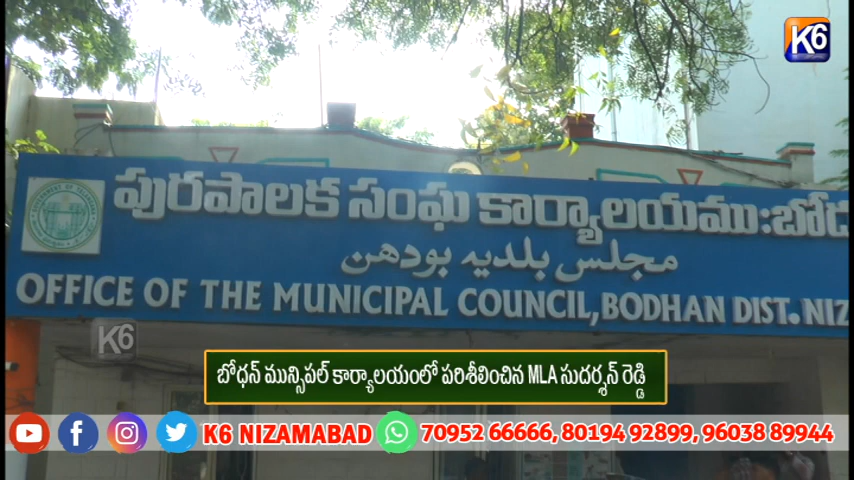 K6
పురపాలక సంఘ కార్యాలయము:బోధ
مجلس بلدیہ بودھن
OFFICE OF THE MUNICIPAL COUNCIL, BODHAN DIST. NIZ
K6
బోధన్ మున్సిపల్ కార్యాలయంలో పరిశీలించిన MLA సుదర్శన్ రెడ్డి
K6 NIZAMABAD 70952 66666, 80194 92899, 96038 89944